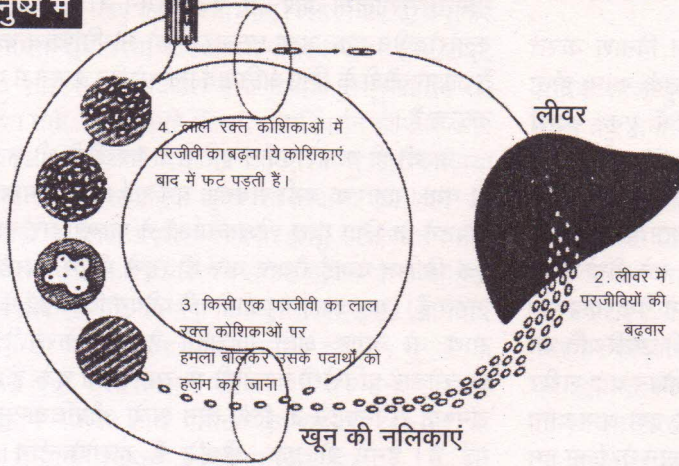 नुष्य में
4. लाल रक्त कोशिकाओं में
परजीवी का बढ़ना। ये कोशिकाएं
बाद में फट पड़ती हैं।
लीवर
2. लीवर में
परजीवियों की
बढ़वार
3. किसी एक परजीवी का लाल
रक्त कोशिकाओं पर
हमला बोलकर उसके पदार्थों को
हज़म कर जाना
खून की नलिकाएं